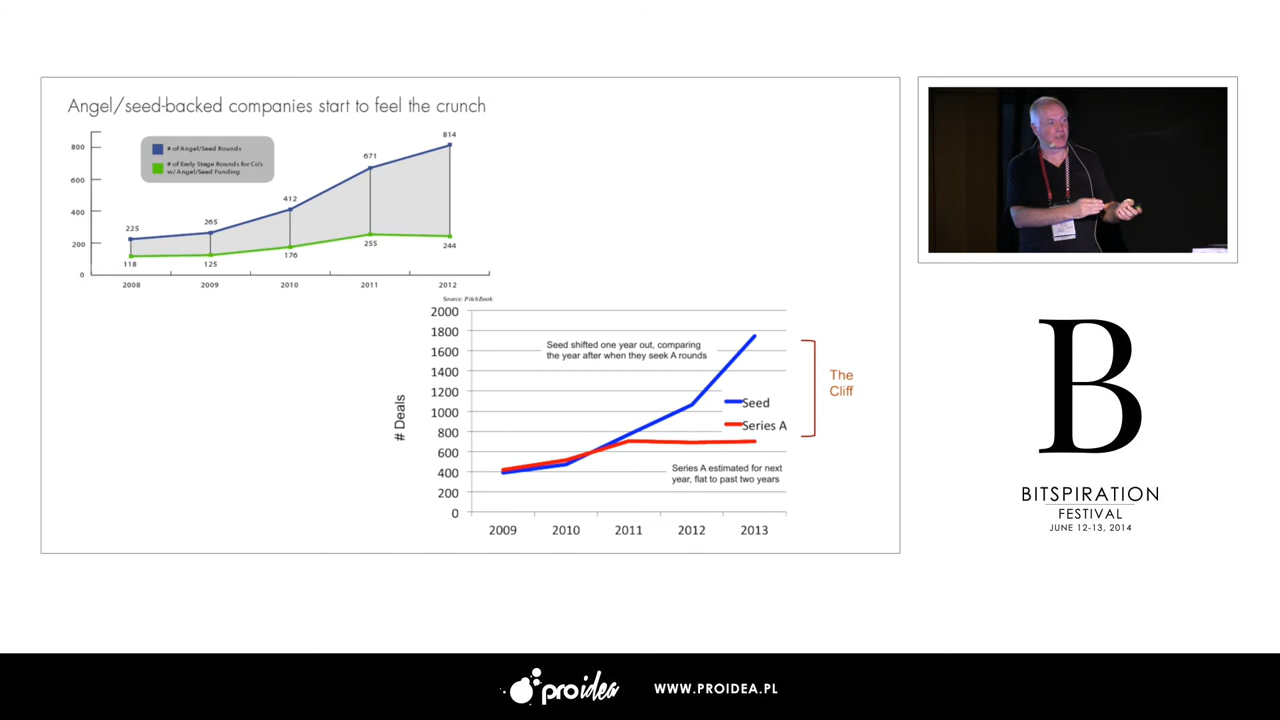 Angel/seed-backed companies start to feel the crunch
800
600
400
200
0
# of Angel/Seed Rounds
# of Early Stage Rounds for Co's
w/ Angel/Seed Funding
225
265
412
671
814
118
125
176
255
244
2008
2009
2010
2011
2012
Source: PitchBook
# Deals
2000
1800
1600
1400
1200
1000
800
600
400
200
0
Seed shifted one year out, comparing
the year after when they seek A rounds
Seed
Series A
Series A estimated for next
year, flat to past two years
2009
2010
2011
2012
2013
The
Cliff
B
BITSPIRATION
FESTIVAL
JUNE 12-13, 2014
proidea
WWW.PROIDEA.PL